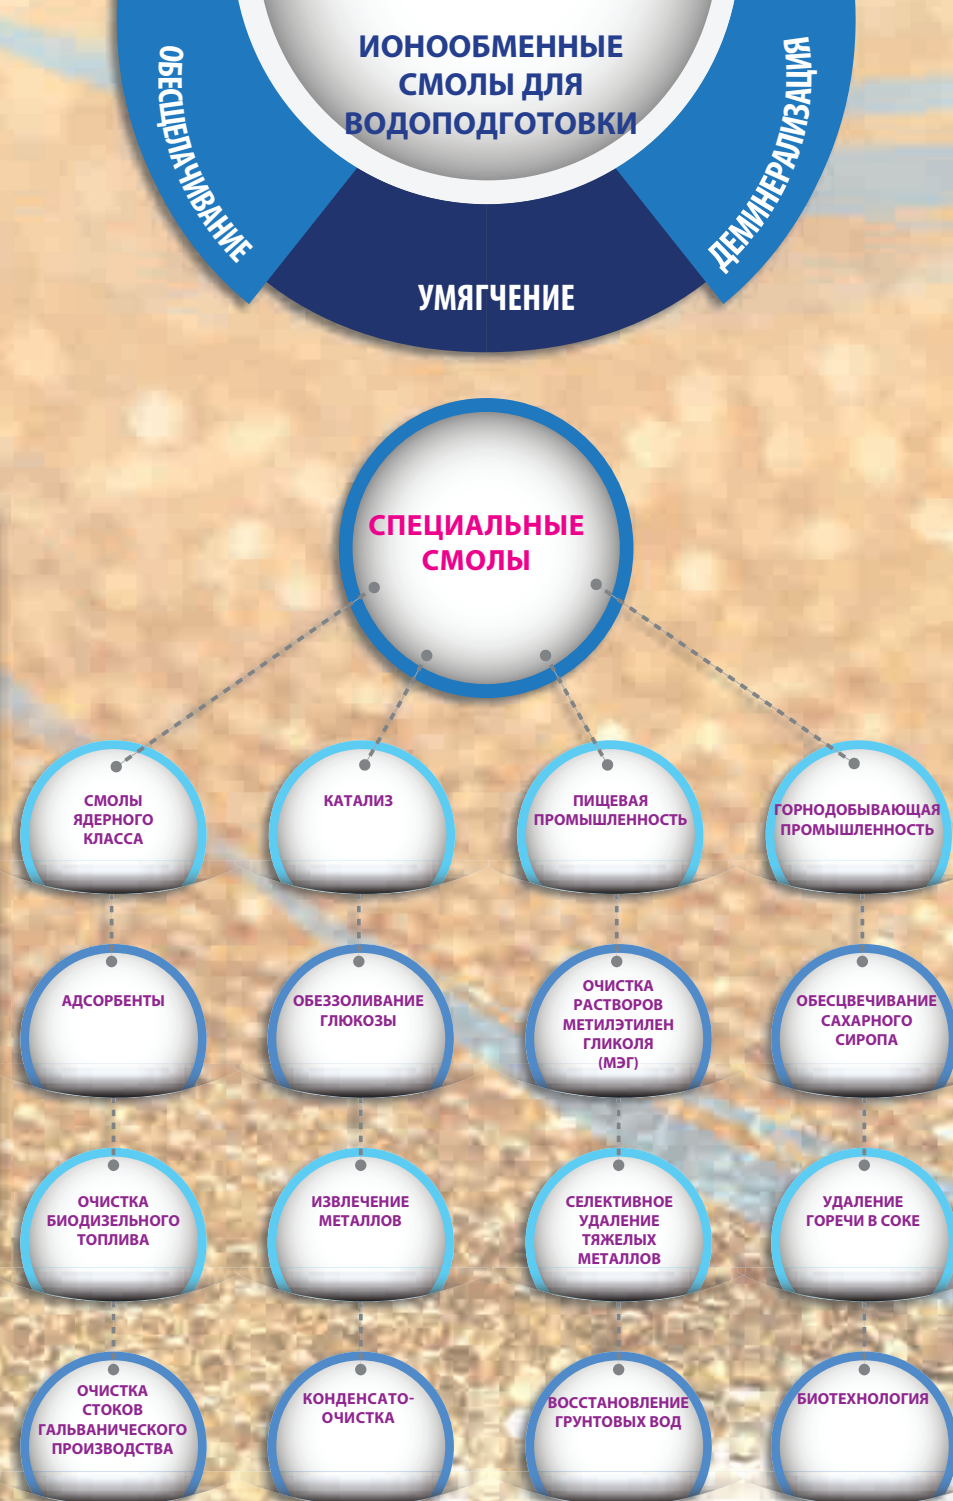 ИОНООБМЕННЫЕ
СМОЛЫ ДЛЯ
ВОДОПОДГОТОВКИ
ОБЕСЩЕЛАЧИВАНИЕ
УМЯГЧЕНИЕ
ДЕМИНЕРАЛИЗАЦИЯ
СПЕЦИАЛЬНЫЕ
СМОЛЫ
СМОЛЫ
ЯДЕРНОГО
КЛАССА
КАТАЛИЗ
ПИЩЕВАЯ
ПРОМЫШЛЕННОСТЬ
ГОРНОДОБЫВАЮЩАЯ
ПРОМЫШЛЕННОСТЬ
АДСОРБЕНТЫ
ОБЕЗЗОЛИВАНИЕ
ГЛЮКОЗЫ
ОЧИСТКА
РАСТВОРОВ
МЕТИЛЭТИЛЕН
ГЛИКОЛЯ
(МЭГ)
ОБЕСЦВЕЧИВАНИЕ
САХАРНОГО
СИРОПА
ОЧИСТКА
БИОДИЗЕЛЬНОГО
ТОПЛИВА
ИЗВЛЕЧЕНИЕ
МЕТАЛЛОВ
СЕЛЕКТИВНОЕ
УДАЛЕНИЕ
ТЯЖЕЛЫХ
МЕТАЛЛОВ
УДАЛЕНИЕ
ГОРЕЧИ В СОКЕ
ОЧИСТКА
СТОКОВ
ГАЛЬВАНИЧЕСКОГО
ПРОИЗВОДСТВА
КОНДЕНСАТО-
ОЧИСТКА
ВОССТАНОВЛЕНИЕ
ГРУНТОВЫХ ВОД
БИОТЕХНОЛОГИЯ